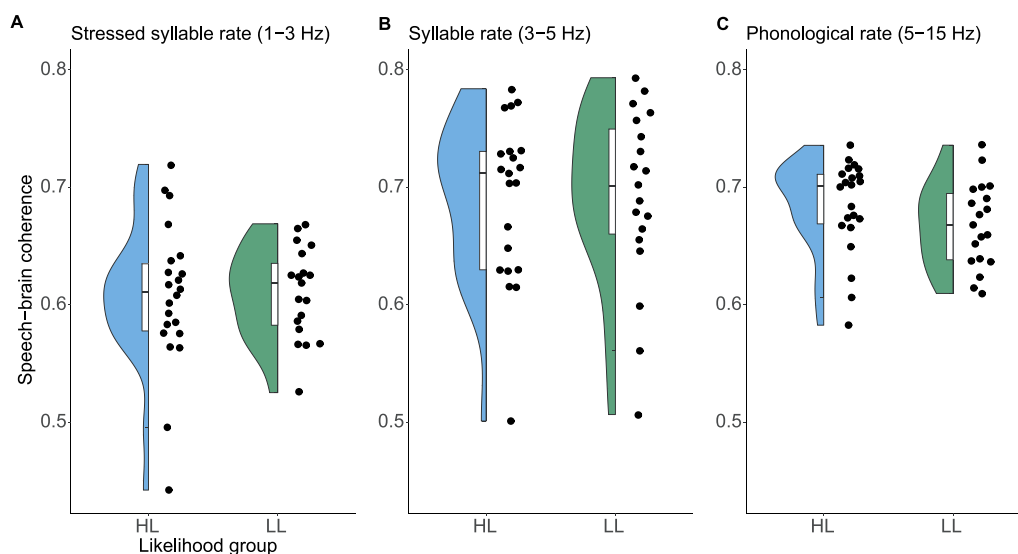 A
Stressed syllable rate (1−3 Hz)
B
Syllable rate (3−5 Hz)
C
Phonological rate (5−15 Hz)
Speech−brain coherence
0.8
0.7
0.6
0.5
HL
LL
Likelihood group
0.8
0.7
0.6
0.5
HL
LL
0.8
0.7
0.6
0.5
HL
LL